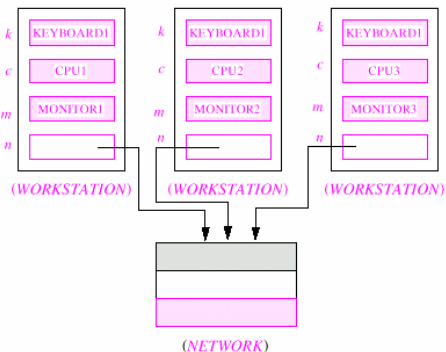 k KEYBOARD1 k KEYBOARD1 k KEYBOARD1
c CPU1 c CPU2 c CPU3
m MONITOR1 m MONITOR2 m MONITOR3
n n n
(WORKSTATION) (WORKSTATION) (WORKSTATION)
(NETWORK)